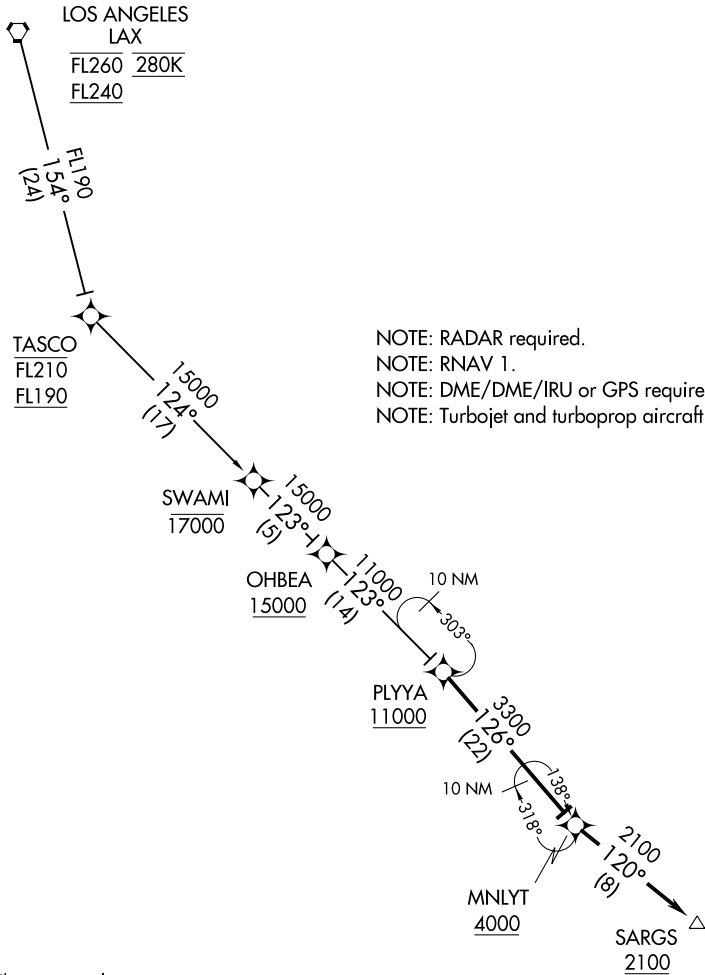 LOS ANGELES
LAX
FL260 280K
FL240
FL190
154°
(24)
TASCO
FL210
FL190
NOTE: RADAR required.
NOTE: RNAV 1.
NOTE: DME/DME/IRU or GPS require
NOTE: Turbojet and turboprop aircraft
15000
124°
(17)
SWAMI
17000
15000
123°
(5)
OHBEA
15000
11000
123°
(14)
10 NM
303°
PLYYA
11000
3300
126°
(22)
10 NM
138°
318°
MNLYT
4000
2100
120°
(8)
SARGS
2100